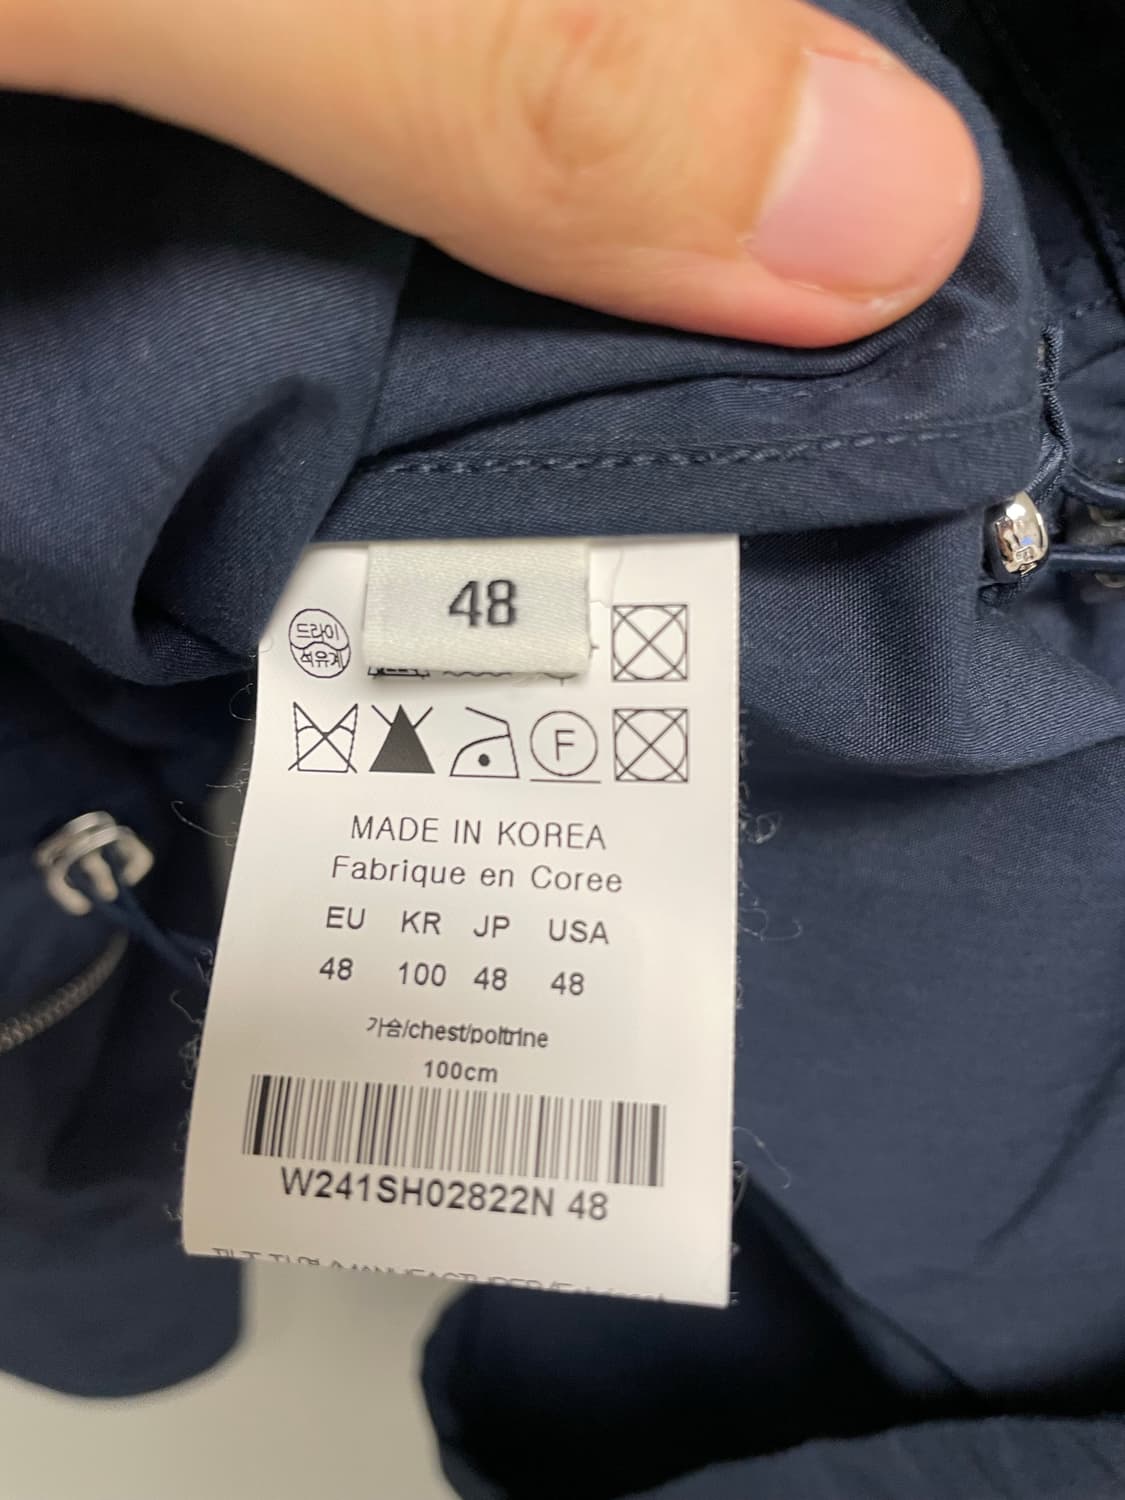 48
드라이
석유계
F
MADE IN KOREA
Fabrique en Coree
EU KR JP USA
48 100 48 48
가슴/chest/poltrine
100cm
W241SH02822N 48